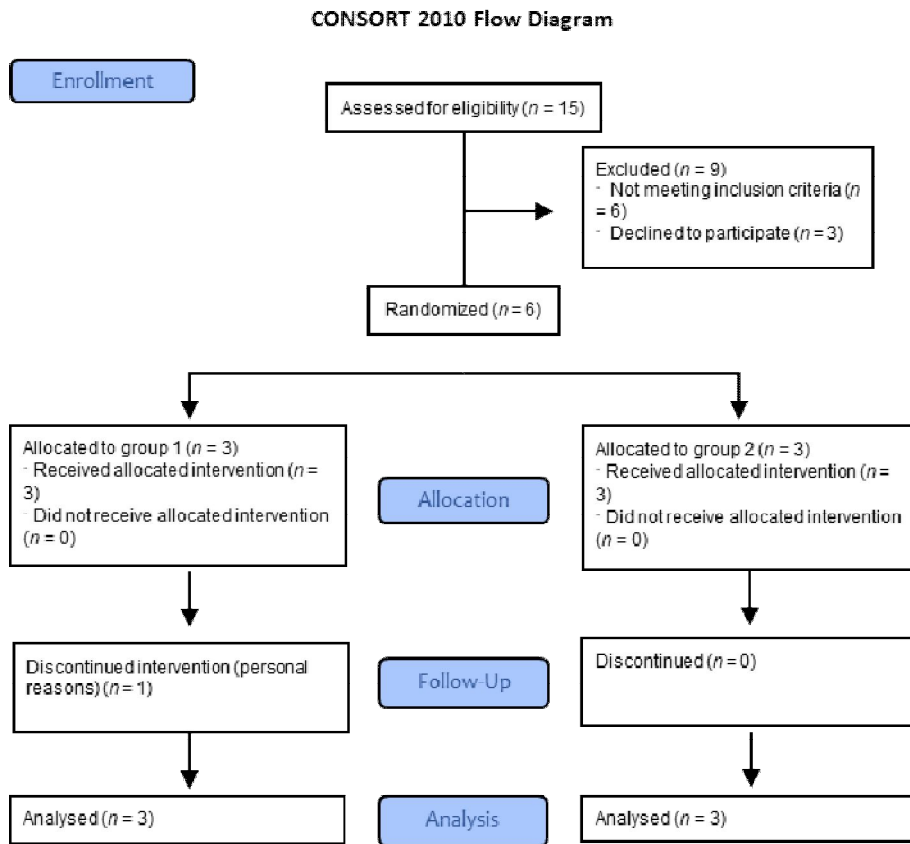 CONSORT 2010 Flow Diagram
Enrollment
Assessed for eligibility (n = 15)
Excluded (n = 9)
- Not meeting inclusion criteria (n
= 6)
- Declined to participate (n = 3)
Randomized (n = 6)
Allocated to group 1 (n = 3)
- Received allocated intervention (n =
3)
- Did not receive allocated intervention
(n = 0)
Allocation
Allocated to group 2 (n = 3)
- Received allocated intervention (n =
3)
- Did not receive allocated intervention
(n = 0)
Discontinued intervention (personal
reasons) (n = 1)
Follow-Up
Discontinued (n = 0)
Analysed (n = 3)
Analysis
Analysed (n = 3)